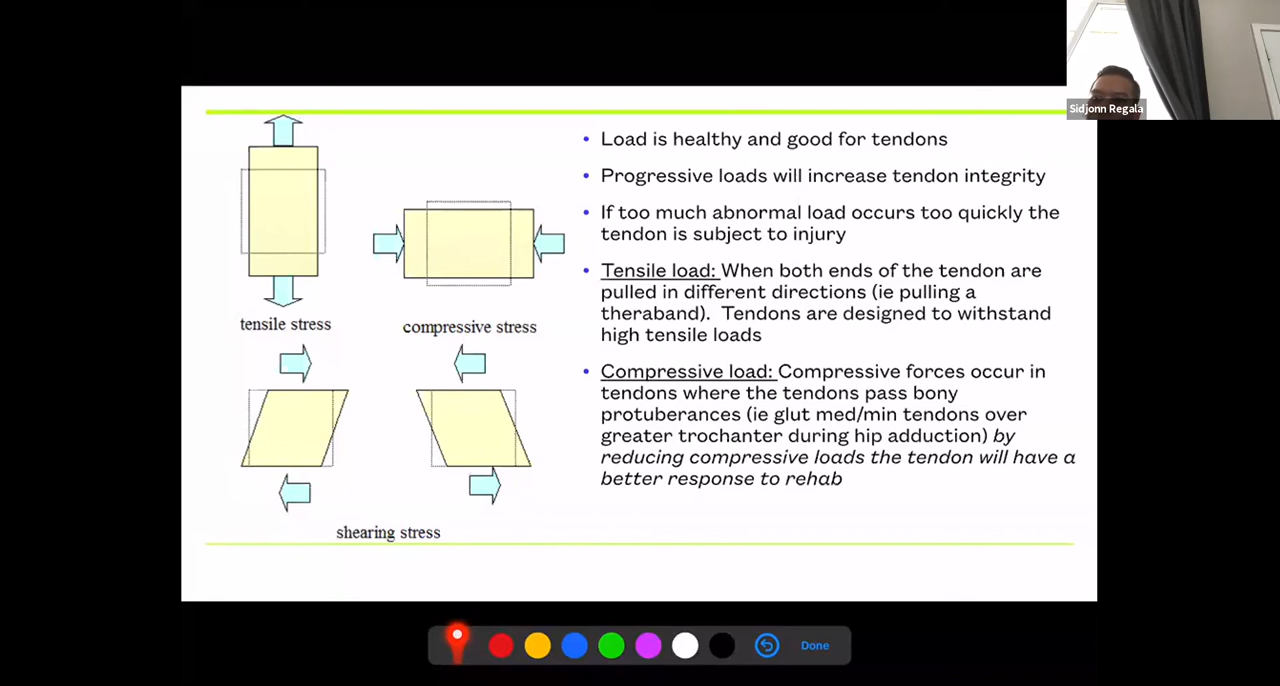 Sidjonn Regala
tensile stress
compressive stress
shearing stress
• Load is healthy and good for tendons
• Progressive loads will increase tendon integrity
• If too much abnormal load occurs too quickly the
tendon is subject to injury
• Tensile load: When both ends of the tendon are
pulled in different directions (ie pulling a
theraband).  Tendons are designed to withstand
high tensile loads
• Compressive load: Compressive forces occur in
tendons where the tendons pass bony
protuberances (ie glut med/min tendons over
greater trochanter during hip adduction) by
reducing compressive loads the tendon will have a
better response to rehab
Done